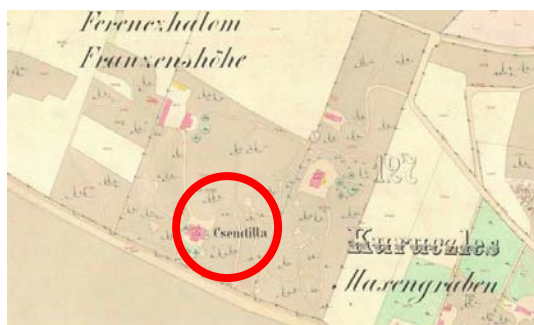 Ferenczhalom
Franzenshöhe
127
Csendilla
Kuruczles
Maxengraben